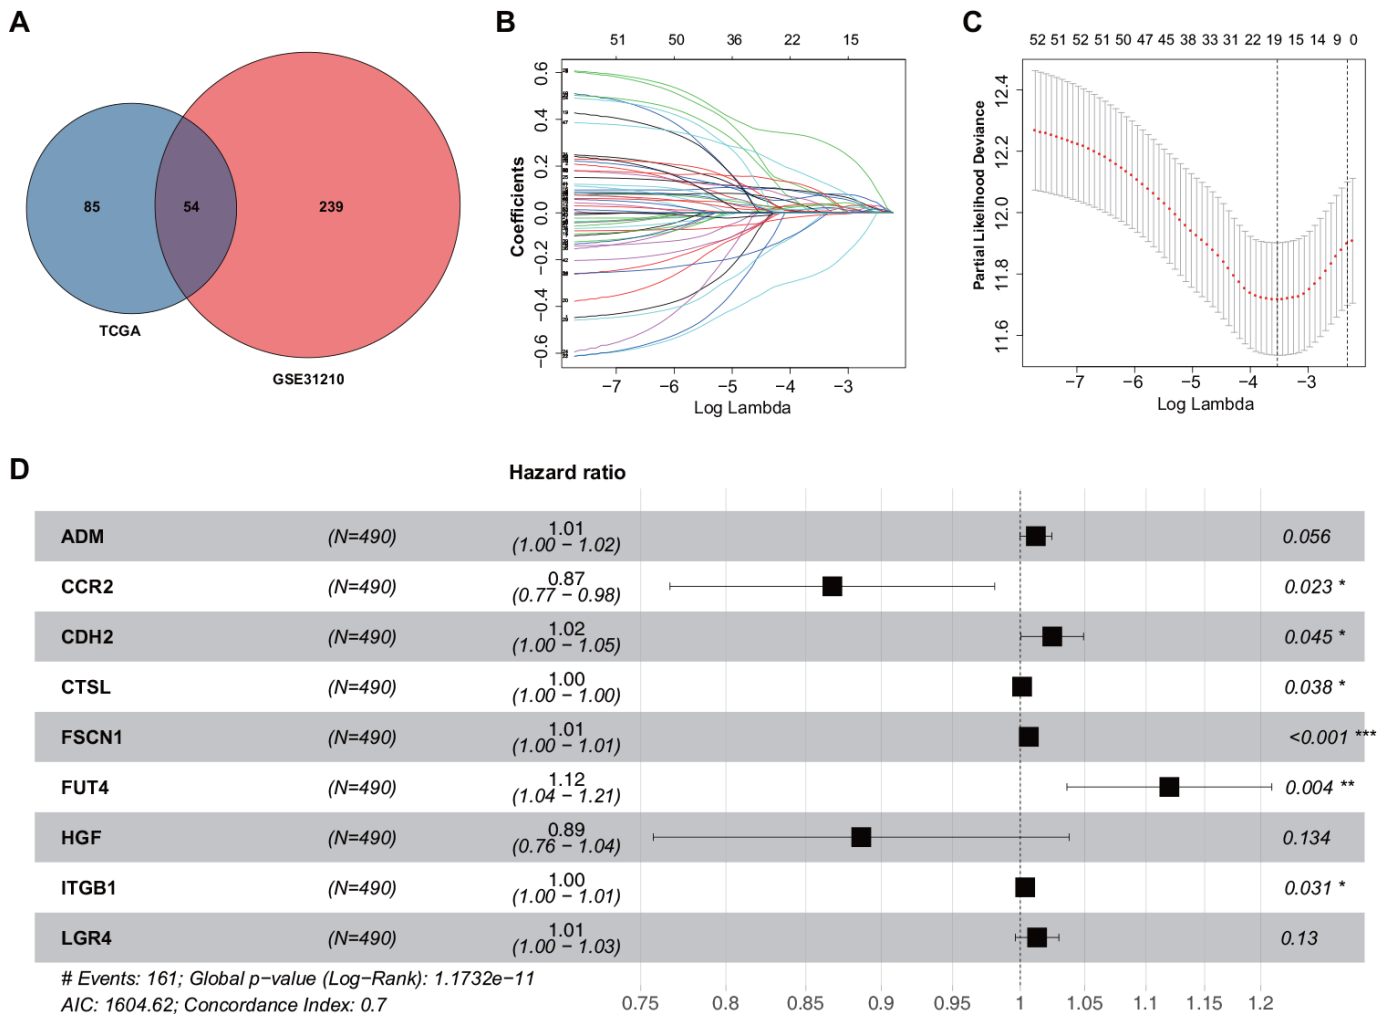 A
85
54
239
TCGA
GSE31210
B
51 50 36 22 15
0.6
0.4
0.2
0.0
−0.2
−0.4
−0.6
Coefficients
−7 −6 −5 −4 −3
Log Lambda
C
52 51 52 51 50 47 45 38 33 31 22 19 15 14 9 0
12.4
12.2
12.0
11.8
11.6
Partial Likelihood Deviance
−7 −6 −5 −4 −3
Log Lambda
D
Hazard ratio
ADM (N=490) 1.01 0.056
(1.00 − 1.02)
CCR2 (N=490) 0.87 0.023 *
(0.77 − 0.98)
CDH2 (N=490) 1.02 0.045 *
(1.00 − 1.05)
CTSL (N=490) 1.00 0.038 *
(1.00 − 1.00)
FSCN1 (N=490) 1.01 <0.001 ***
(1.00 − 1.01)
FUT4 (N=490) 1.12 0.004 **
(1.04 − 1.21)
HGF (N=490) 0.89 0.134
(0.76 − 1.04)
ITGB1 (N=490) 1.00 0.031 *
(1.00 − 1.01)
LGR4 (N=490) 1.01 0.13
(1.00 − 1.03)
# Events: 161; Global p−value (Log−Rank): 1.1732e−11
AIC: 1604.62; Concordance Index: 0.7
0.75 0.8 0.85 0.9 0.95 1 1.05 1.1 1.15 1.2